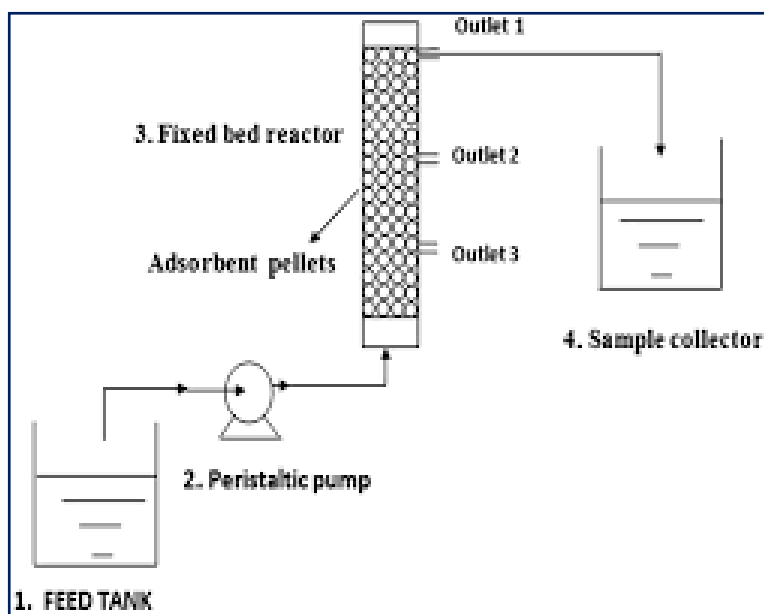 Outlet 1
3. Fixed bed reactor
Outlet 2
Adsorbent pellets
Outlet 3
4. Sample collector
2. Peristaltic pump
1. FEED TANK